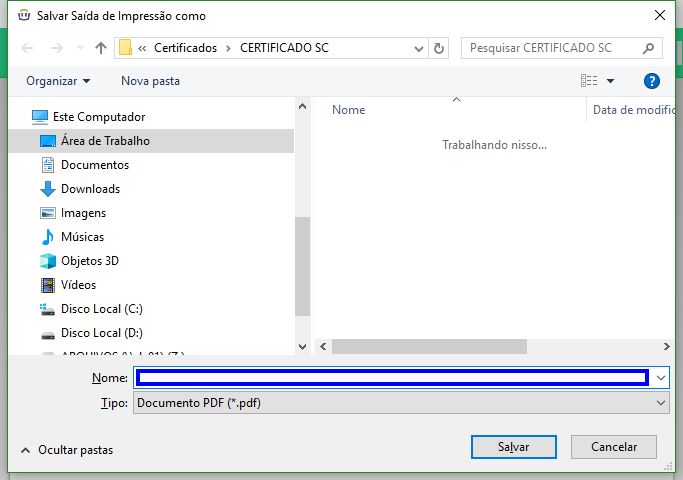 Salvar Saída de Impressão como
« Certificados › CERTIFICADO SC
Pesquisar CERTIFICADO SC
Organizar
Nova pasta
?
Este Computador
Área de Trabalho
Documentos
Downloads
Imagens
Músicas
Objetos 3D
Vídeos
Disco Local (C:)
Disco Local (D:)
Nome
Data de modific
Trabalhando nisso...
Nome:
Tipo:
Documento PDF (*.pdf)
Ocultar pastas
Salvar
Cancelar